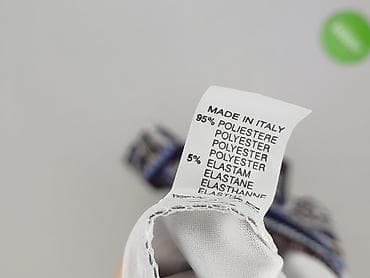 MADE IN ITALY
95% POLIESTERE
POLYESTER
POLYESTER
POLYESTER
5% ELASTAM
ELASTANE
ELASTHANNE